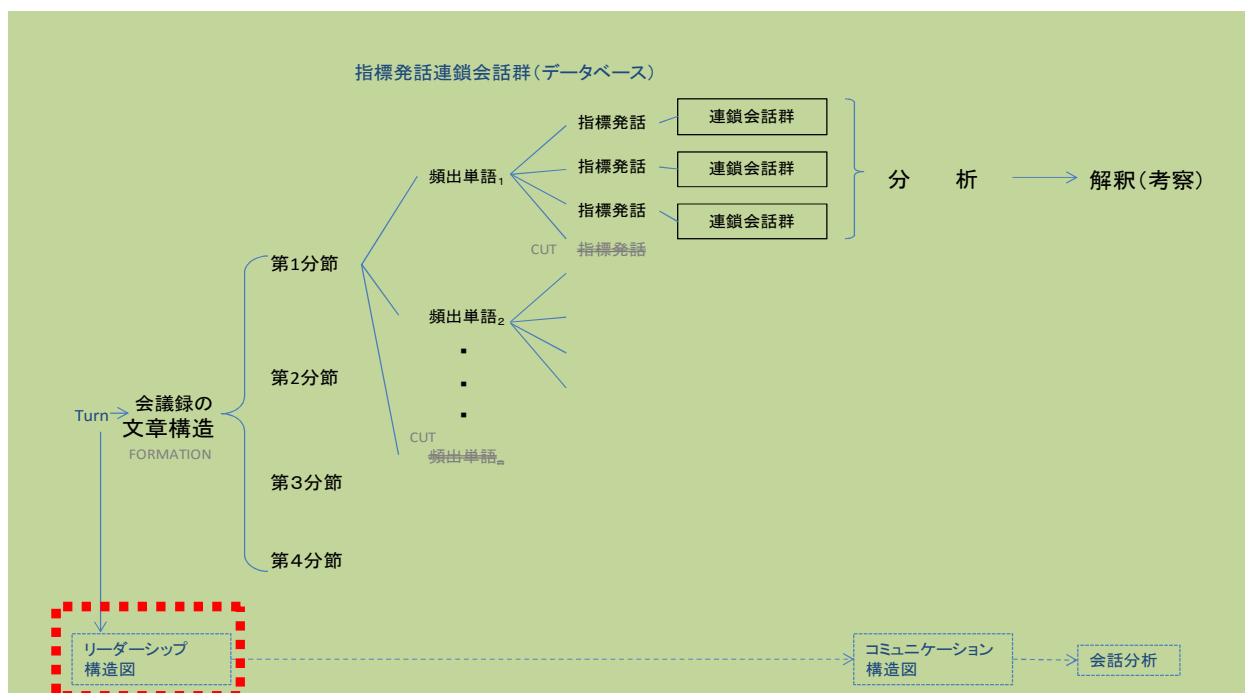 指標発話連鎖会話群（データベース）
指標発話
連鎖会話群
頻出単語₁
指標発話
連鎖会話群
分　析
解釈（考察）
指標発話
連鎖会話群
CUT
指標発話
第1分節
頻出単語₂
・
第2分節
・
・
Turn
会議録の
文章構造
FORMATION
CUT
頻出単語
第３分節
第４分節
リーダーシップ
構造図
コミュニケーション
構造図
会話分析